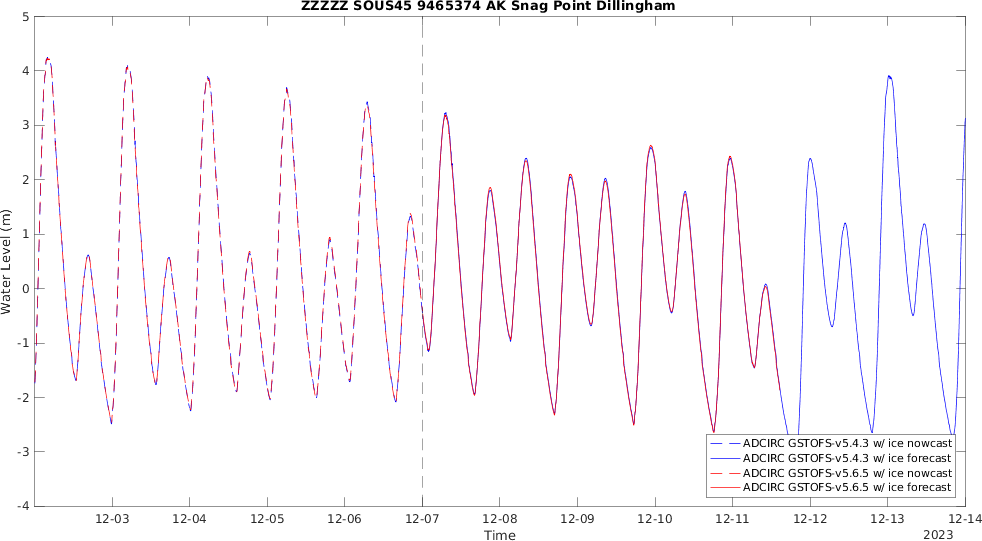 ZZZZZ SOUS45 9465374 AK Snag Point Dillingham
Water Level (m)
5
4
3
2
1
0
-1
-2
-3
-4
ADCIRC GSTOFS-v5.4.3 w/ ice nowcast
ADCIRC GSTOFS-v5.4.3 w/ ice forecast
ADCIRC GSTOFS-v5.6.5 w/ ice nowcast
ADCIRC GSTOFS-v5.6.5 w/ ice forecast
12-03 12-04 12-05 12-06 12-07 12-08 12-09 12-10 12-11 12-12 12-13 12-14
Time
2023